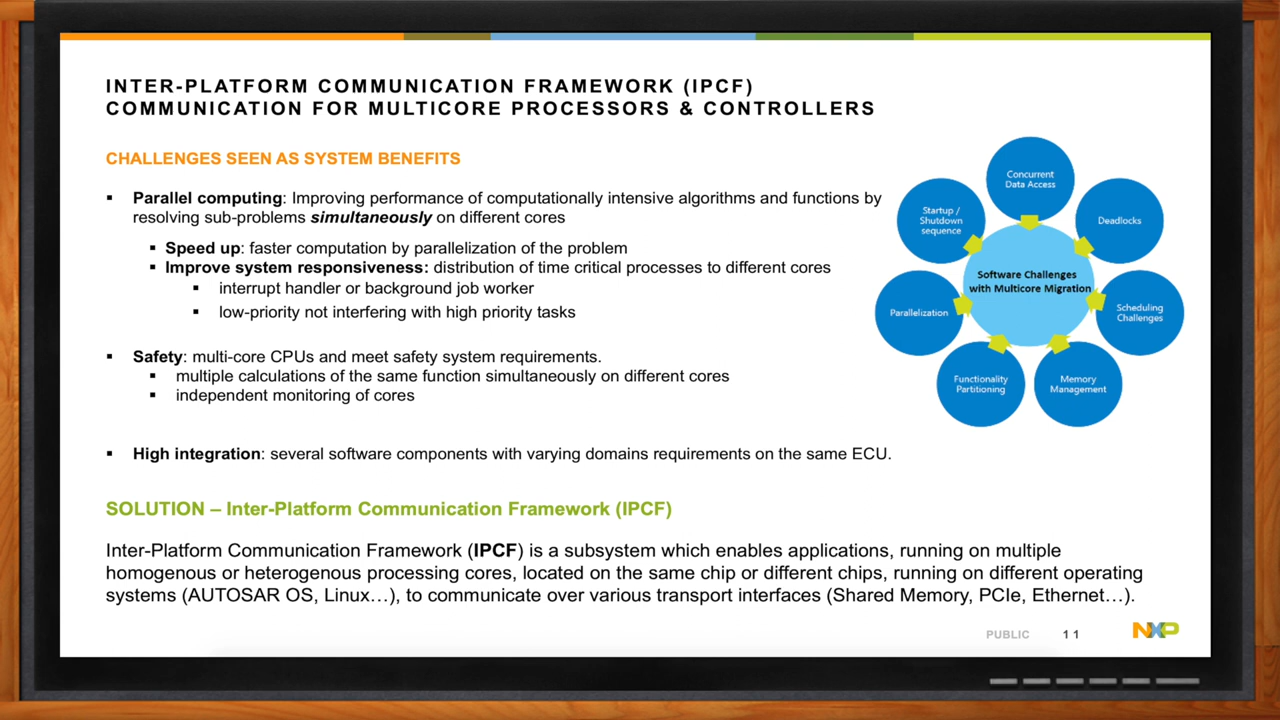 INTER-PLATFORM COMMUNICATION FRAMEWORK (IPCF)
COMMUNICATION FOR MULTICORE PROCESSORS & CONTROLLERS
CHALLENGES SEEN AS SYSTEM BENEFITS
▪ Parallel computing: Improving performance of computationally intensive algorithms and functions by
resolving sub-problems simultaneously on different cores
▪ Speed up: faster computation by parallelization of the problem
▪ Improve system responsiveness: distribution of time critical processes to different cores
▪ interrupt handler or background job worker
▪ low-priority not interfering with high priority tasks
▪ Safety: multi-core CPUs and meet safety system requirements.
▪ multiple calculations of the same function simultaneously on different cores
▪ independent monitoring of cores
▪ High integration: several software components with varying domains requirements on the same ECU.
Concurrent
Data Access
Startup /
Shutdown
sequence
Deadlocks
Software Challenges
with Multicore Migration
Parallelization
Scheduling
Challenges
Functionality
Partitioning
Memory
Management
SOLUTION – Inter-Platform Communication Framework (IPCF)
Inter-Platform Communication Framework (IPCF) is a subsystem which enables applications, running on multiple
homogenous or heterogenous processing cores, located on the same chip or different chips, running on different operating
systems (AUTOSAR OS, Linux…), to communicate over various transport interfaces (Shared Memory, PCIe, Ethernet…).
PUBLIC 11 NXP